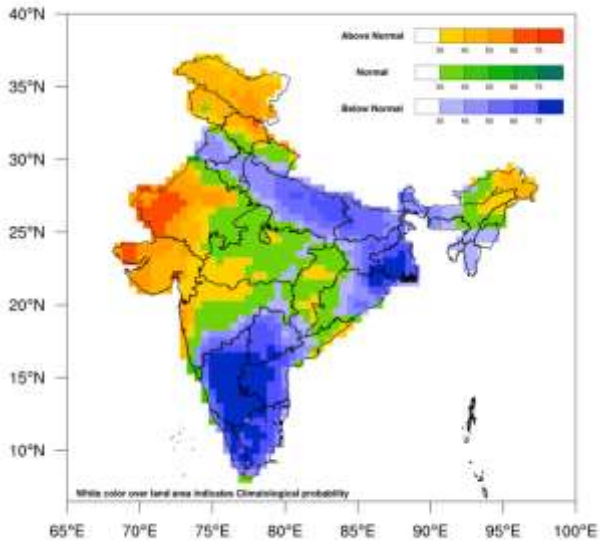 40°N
35°N
30°N
25°N
20°N
15°N
10°N
Above Normal
Normal
Below Normal
White color over land area indicates Climatological probability
65°E 70°E 75°E 80°E 85°E 90°E 95°E 100°E